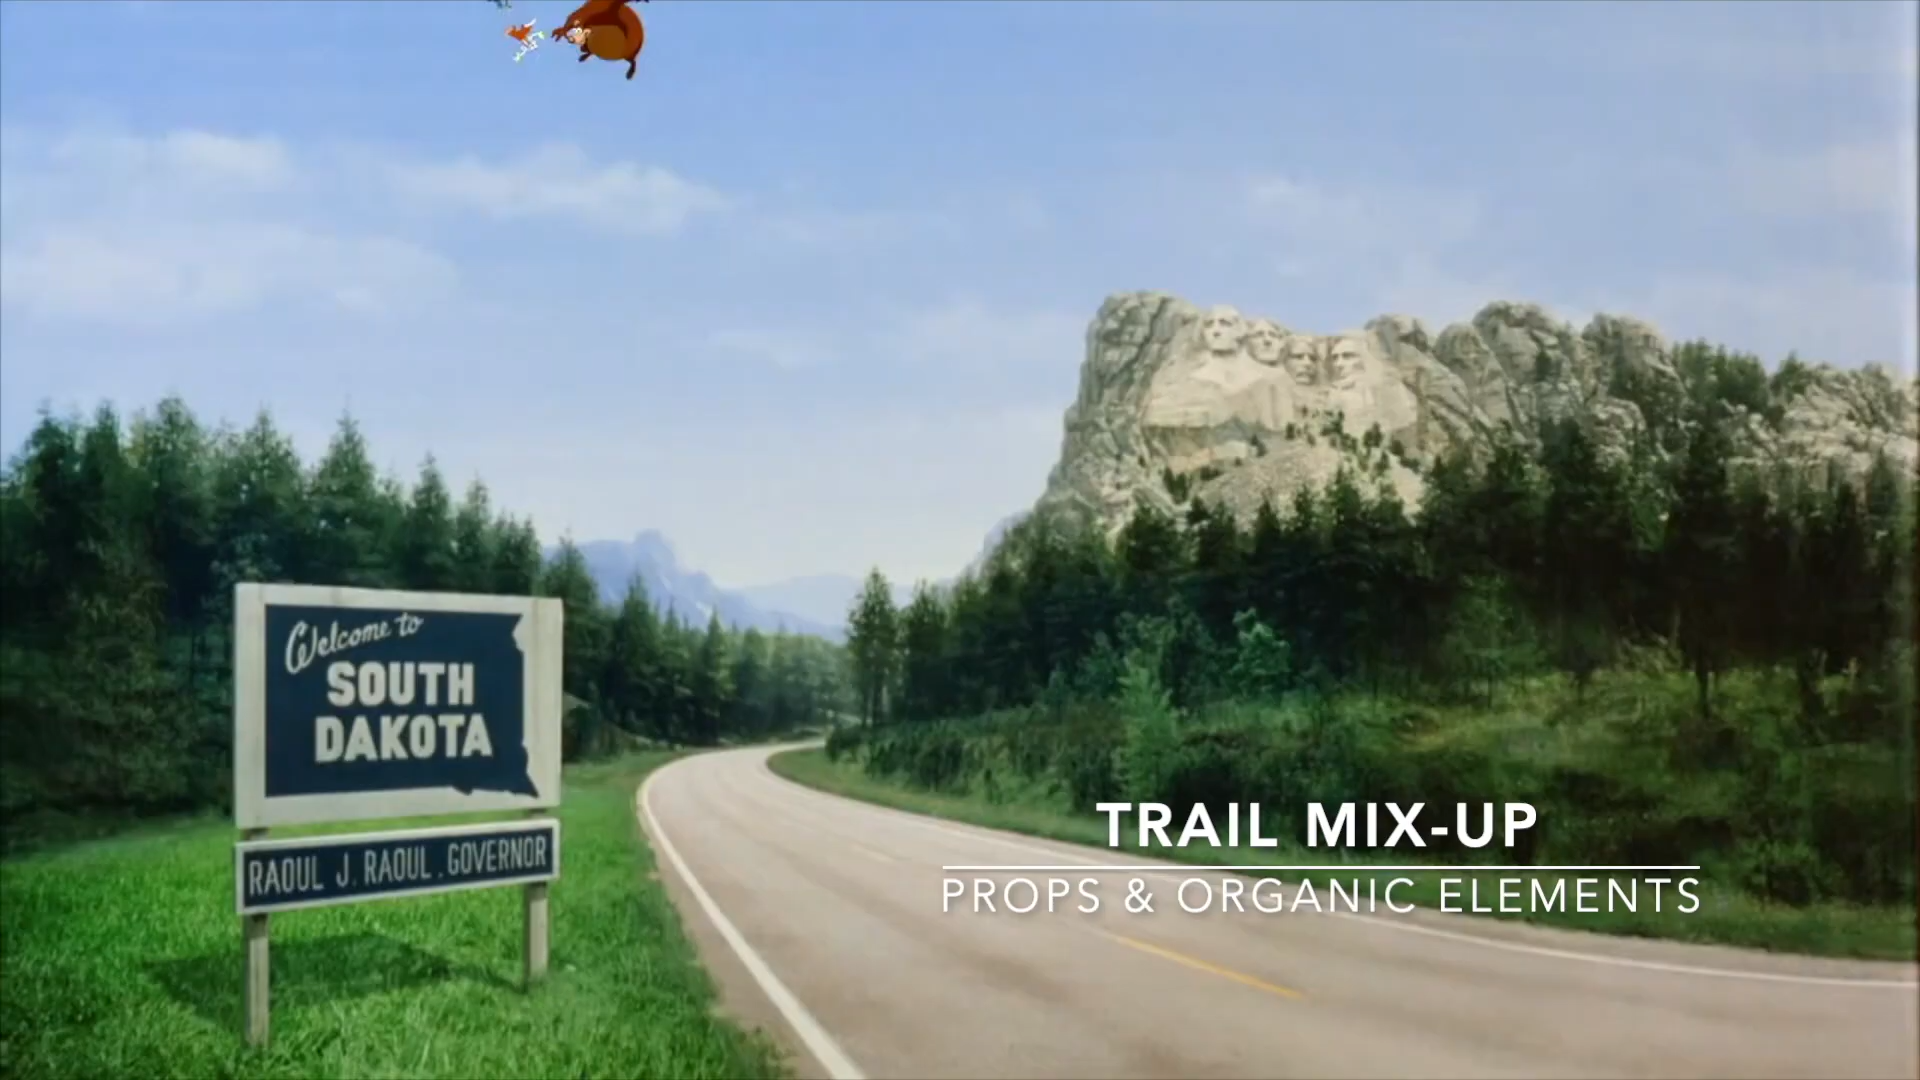 Welcome to
SOUTH
DAKOTA
RAOUL J. RAOUL. GOVERNOR
TRAIL MIX-UP
PROPS & ORGANIC ELEMENTS